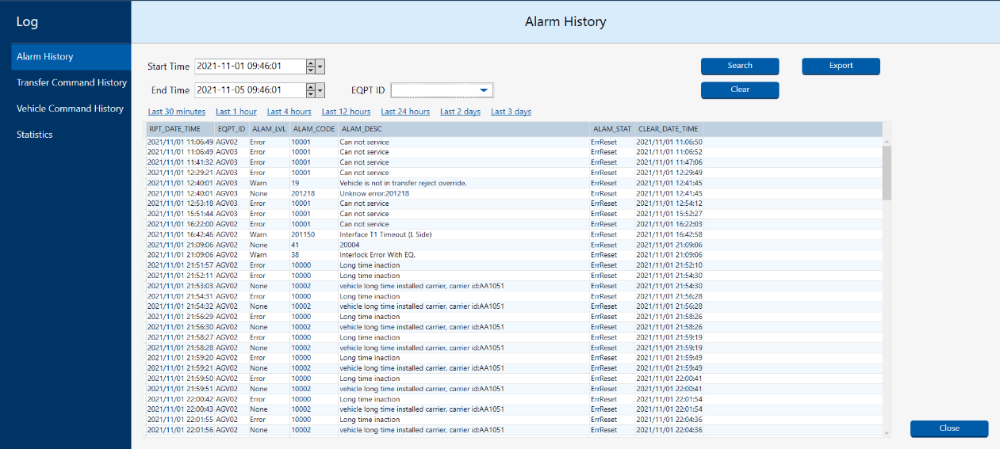 Log
Alarm History
Alarm History
Transfer Command History
Vehicle Command History
Statistics
Start Time 2021-11-01 09:46:01 Search Export
End Time 2021-11-05 09:46:01 EQPT ID Clear
Last 30 minutes Last 1 hour Last 4 hours Last 12 hours Last 24 hours Last 2 days Last 3 days
RPT_DATE_TIME EQPT_ID ALAM_LVL ALAM_CODE ALAM_DESC ALAM_STAT CLEAR_DATE_TIME
2021/11/01 11:06:49 AGV02 Error 10001 Can not service ErrReset 2021/11/01 11:06:50
2021/11/01 11:06:49 AGV03 Error 10001 Can not service ErrReset 2021/11/01 11:06:52
2021/11/01 11:41:32 AGV03 Error 10001 Can not service ErrReset 2021/11/01 11:47:06
2021/11/01 12:29:21 AGV03 Error 10001 Can not service ErrReset 2021/11/01 12:29:49
2021/11/01 12:40:01 AGV03 Warn 19 Vehicle is not in transfer reject override. ErrReset 2021/11/01 12:41:45
2021/11/01 12:40:01 AGV03 None 201218 Unknow error:201218 ErrReset 2021/11/01 12:41:45
2021/11/01 12:53:18 AGV03 Error 10001 Can not service ErrReset 2021/11/01 12:54:12
2021/11/01 15:51:44 AGV03 Error 10001 Can not service ErrReset 2021/11/01 15:52:27
2021/11/01 16:22:00 AGV02 Error 10001 Can not service ErrReset 2021/11/01 16:22:03
2021/11/01 16:42:46 AGV02 Warn 201150 Interface T1 Timeout (L Side) ErrReset 2021/11/01 16:42:58
2021/11/01 21:09:06 AGV02 None 41 20004 ErrReset 2021/11/01 21:09:06
2021/11/01 21:09:06 AGV02 Warn 38 Interlock Error With EQ. ErrReset 2021/11/01 21:09:06
2021/11/01 21:51:57 AGV02 Error 10000 Long time inaction ErrReset 2021/11/01 21:52:10
2021/11/01 21:52:11 AGV02 Error 10000 Long time inaction ErrReset 2021/11/01 21:54:30
2021/11/01 21:53:03 AGV02 None 10002 vehicle long time installed carrier, carrier id:AA1051 ErrReset 2021/11/01 21:54:30
2021/11/01 21:54:31 AGV02 Error 10000 Long time inaction ErrReset 2021/11/01 21:56:28
2021/11/01 21:54:32 AGV02 None 10002 vehicle long time installed carrier, carrier id:AA1051 ErrReset 2021/11/01 21:56:28
2021/11/01 21:56:29 AGV02 Error 10000 Long time inaction ErrReset 2021/11/01 21:58:26
2021/11/01 21:56:30 AGV02 None 10002 vehicle long time installed carrier, carrier id:AA1051 ErrReset 2021/11/01 21:58:26
2021/11/01 21:58:27 AGV02 Error 10000 Long time inaction ErrReset 2021/11/01 21:59:19
2021/11/01 21:58:28 AGV02 None 10002 vehicle long time installed carrier, carrier id:AA1051 ErrReset 2021/11/01 21:59:19
2021/11/01 21:59:20 AGV02 Error 10000 Long time inaction ErrReset 2021/11/01 21:59:49
2021/11/01 21:59:21 AGV02 None 10002 vehicle long time installed carrier, carrier id:AA1051 ErrReset 2021/11/01 21:59:49
2021/11/01 21:59:50 AGV02 Error 10000 Long time inaction ErrReset 2021/11/01 22:00:41
2021/11/01 21:59:51 AGV02 None 10002 vehicle long time installed carrier, carrier id:AA1051 ErrReset 2021/11/01 22:00:41
2021/11/01 22:00:42 AGV02 Error 10000 Long time inaction ErrReset 2021/11/01 22:01:54
2021/11/01 22:00:43 AGV02 None 10002 vehicle long time installed carrier, carrier id:AA1051 ErrReset 2021/11/01 22:01:54
2021/11/01 22:01:55 AGV02 Error 10000 Long time inaction ErrReset 2021/11/01 22:04:36
2021/11/01 22:01:56 AGV02 None 10002 vehicle long time installed carrier, carrier id:AA1051 ErrReset 2021/11/01 22:04:36
Close